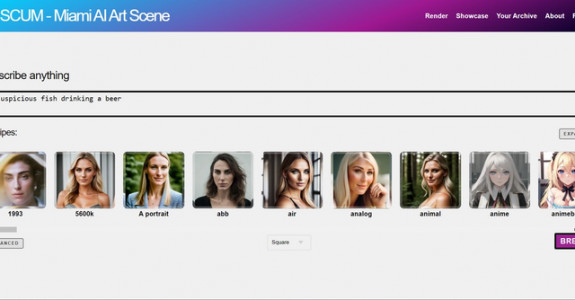 SCUM - Miami AI Art Scene
Render Showcase Your Archive About
scribe anything
uspicious fish drinking a beer
ipes:
EXP
1993 5600k A portrait abb air analog animal anime animeb
ANCED
Square
BRE